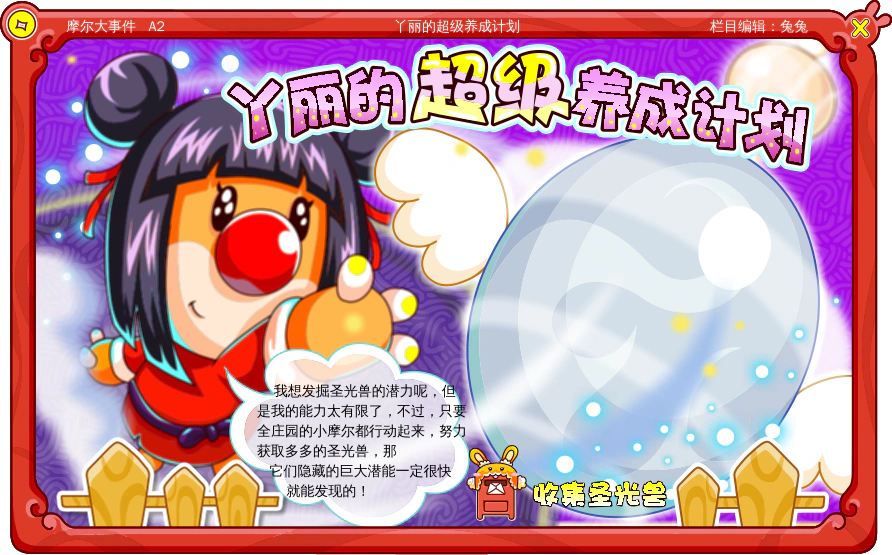 摩尔大事件 A2
丫丽的超级养成计划
栏目编辑：兔兔
丫丽的超级养成计划
我想发掘圣光兽的潜力呢，但
是我的能力太有限了，不过，只要
全庄园的小摩尔都行动起来，努力
获取多多的圣光兽，那
它们隐藏的巨大潜能一定很快
就能发现的！
收集圣光兽